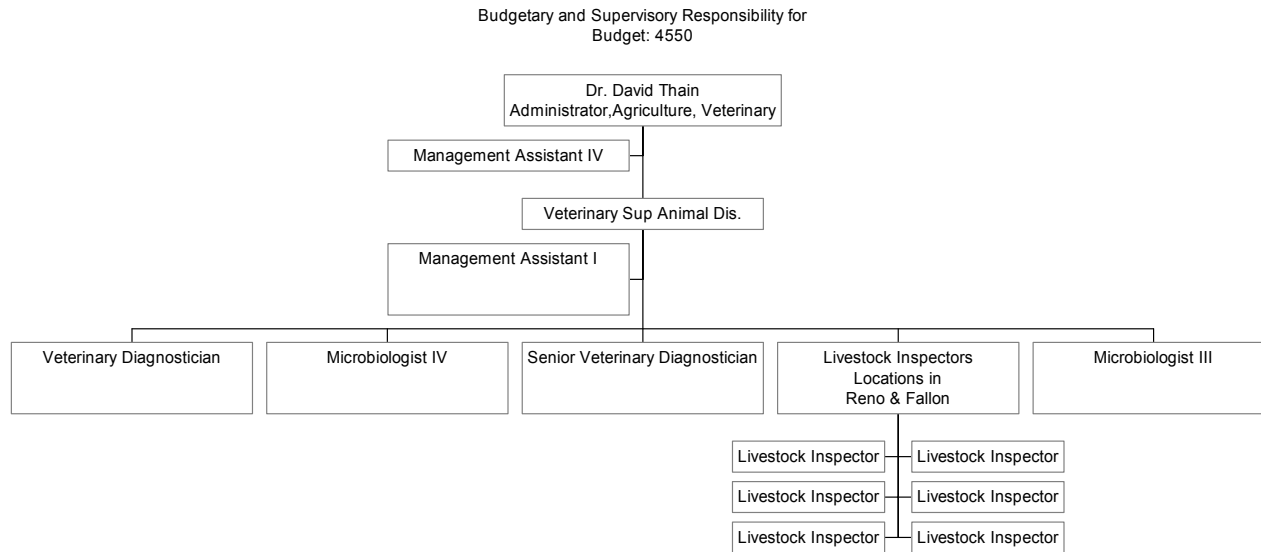 Budgetary and Supervisory Responsibility for
Budget: 4550
Dr. David Thain
Administrator,Agriculture, Veterinary
Management Assistant IV
Veterinary Sup Animal Dis.
Management Assistant I
Veterinary Diagnostician
Microbiologist IV
Senior Veterinary Diagnostician
Livestock Inspectors
Locations in
Reno & Fallon
Microbiologist III
Livestock Inspector
Livestock Inspector
Livestock Inspector
Livestock Inspector
Livestock Inspector
Livestock Inspector